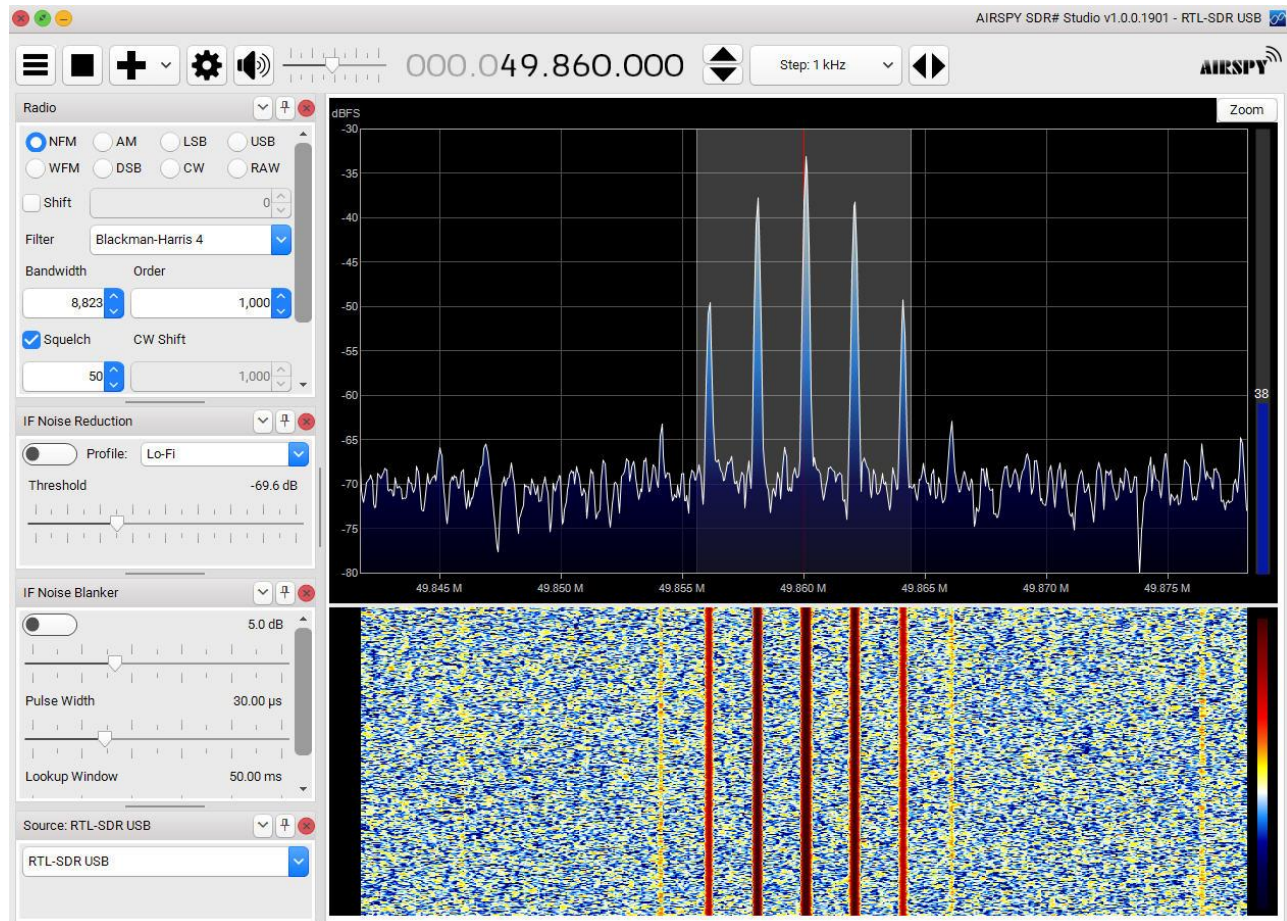 AIRSPY SDR# Studio v1.0.0.1901 - RTL-SDR USB
000.049.860.000
Step: 1 kHz
AIRSPY
Radio
NFM AM LSB USB
WFM DSB CW RAW
Shift 0
Filter Blackman-Harris 4
Bandwidth Order
8,823 1,000
Squelch CW Shift
50 1,000
IF Noise Reduction
Profile: Lo-Fi
Threshold -69.6 dB
IF Noise Blanker
5.0 dB
Pulse Width 30.00 µs
Lookup Window 50.00 ms
Source: RTL-SDR USB
RTL-SDR USB
dBFS
Zoom
-30
-35
-40
-45
-50
-55
-60
-65
-70
-75
-80
38
49.845 M 49.850 M 49.855 M 49.860 M 49.865 M 49.870 M 49.875 M